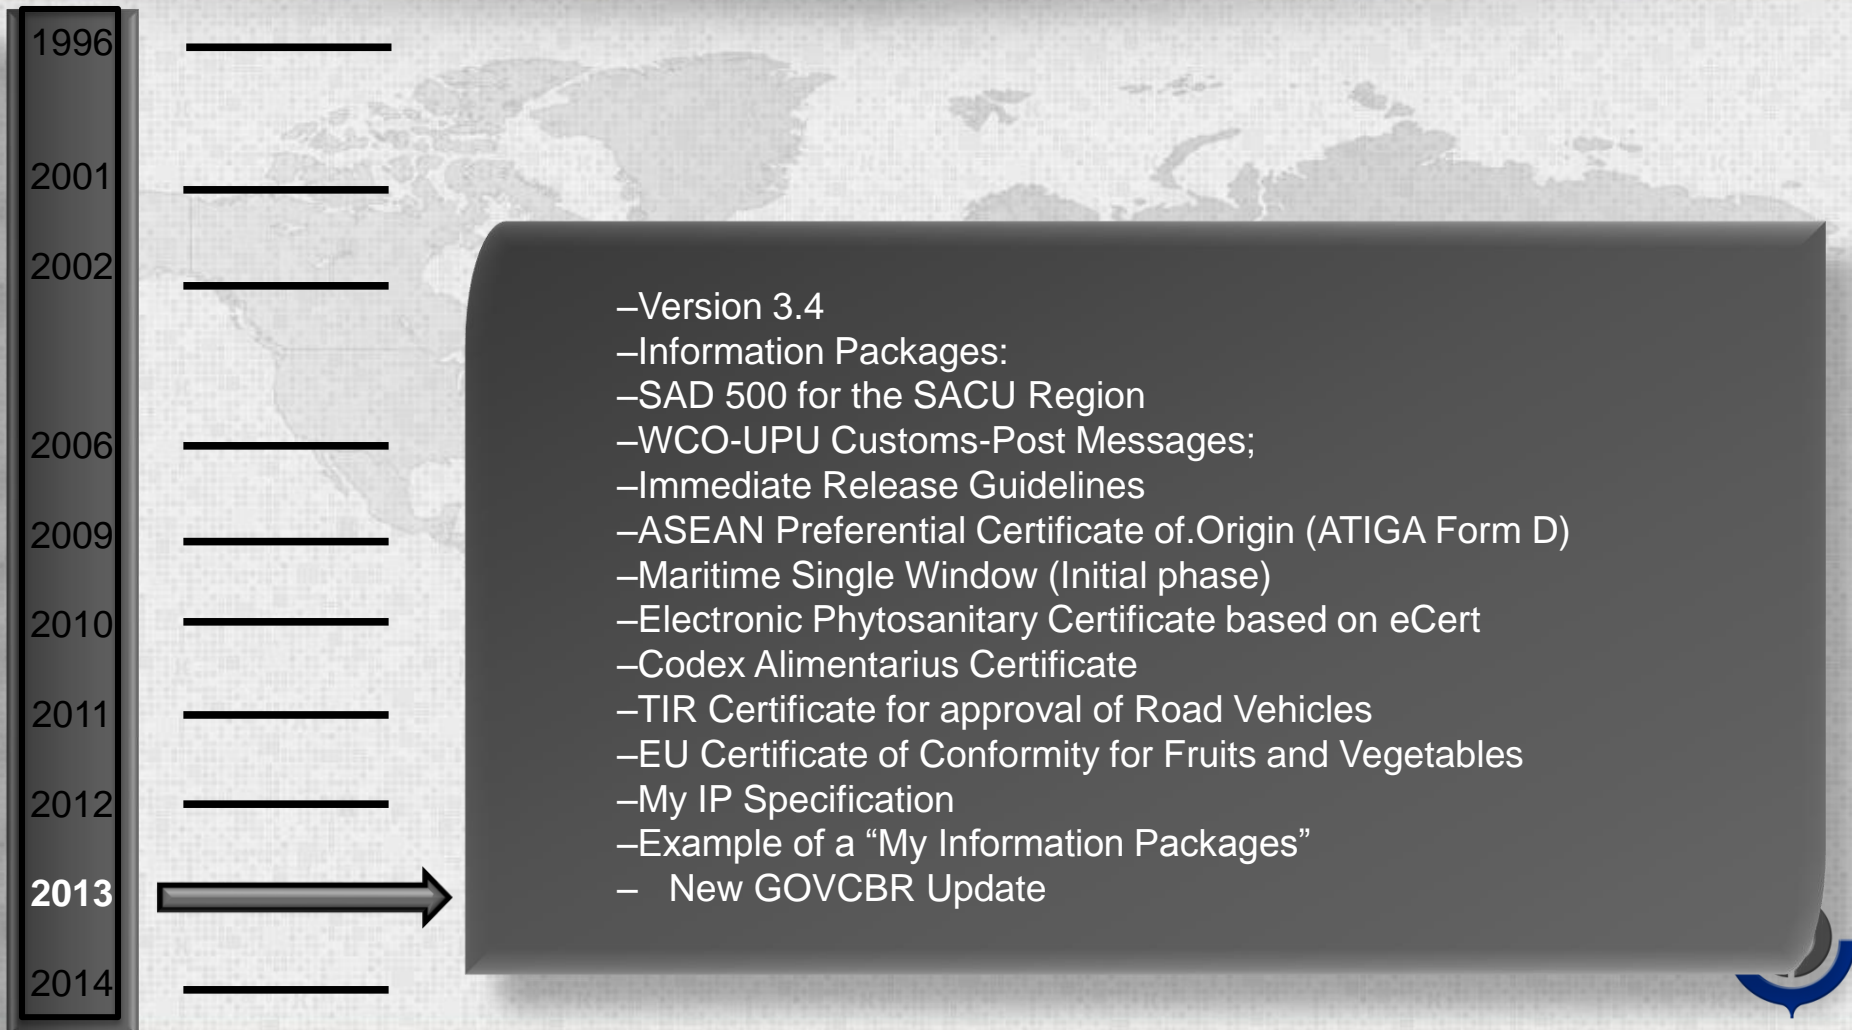 1996
2001
2002
2006
2009
2010
2011
2012
2013
2014
–Version 3.4
–Information Packages:
–SAD 500 for the SACU Region
–WCO-UPU Customs-Post Messages;
–Immediate Release Guidelines
–ASEAN Preferential Certificate of.Origin (ATIGA Form D)
–Maritime Single Window (Initial phase)
–Electronic Phytosanitary Certificate based on eCert
–Codex Alimentarius Certificate
–TIR Certificate for approval of Road Vehicles
–EU Certificate of Conformity for Fruits and Vegetables
–My IP Specification
–Example of a “My Information Packages”
– New GOVCBR Update